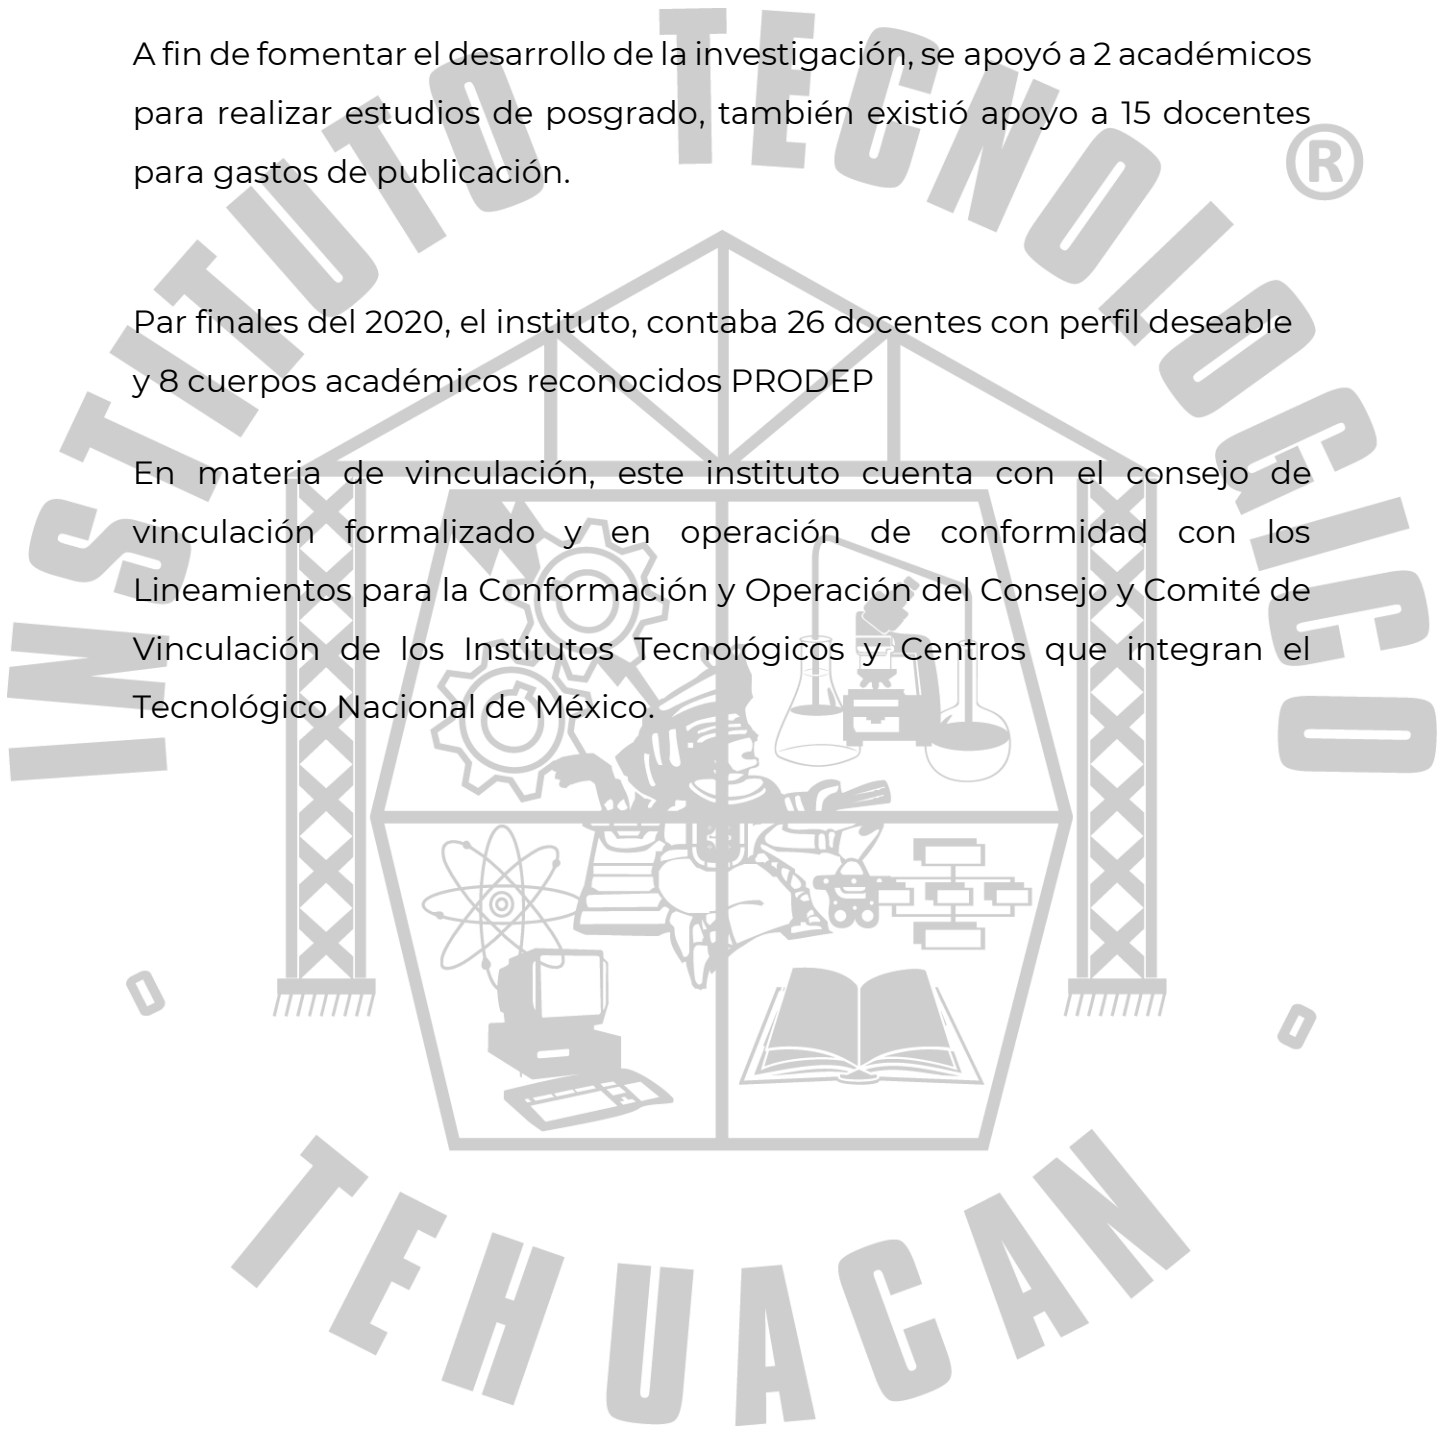 A fin de fomentar el desarrollo de la investigación, se apoyó a 2 académicos
para realizar estudios de posgrado, también existió apoyo a 15 docentes
para gastos de publicación.
Par finales del 2020, el instituto, contaba 26 docentes con perfil deseable
y 8 cuerpos académicos reconocidos PRODEP
En materia de vinculación, este instituto cuenta con el consejo de
vinculación formalizado y en operación de conformidad con los
Lineamientos para la Conformación y Operación del Consejo y Comité de
Vinculación de los Institutos Tecnológicos y Centros que integran el
Tecnológico Nacional de México.
INSTITUTO TECNOLOGICO
®
TEHUACAN